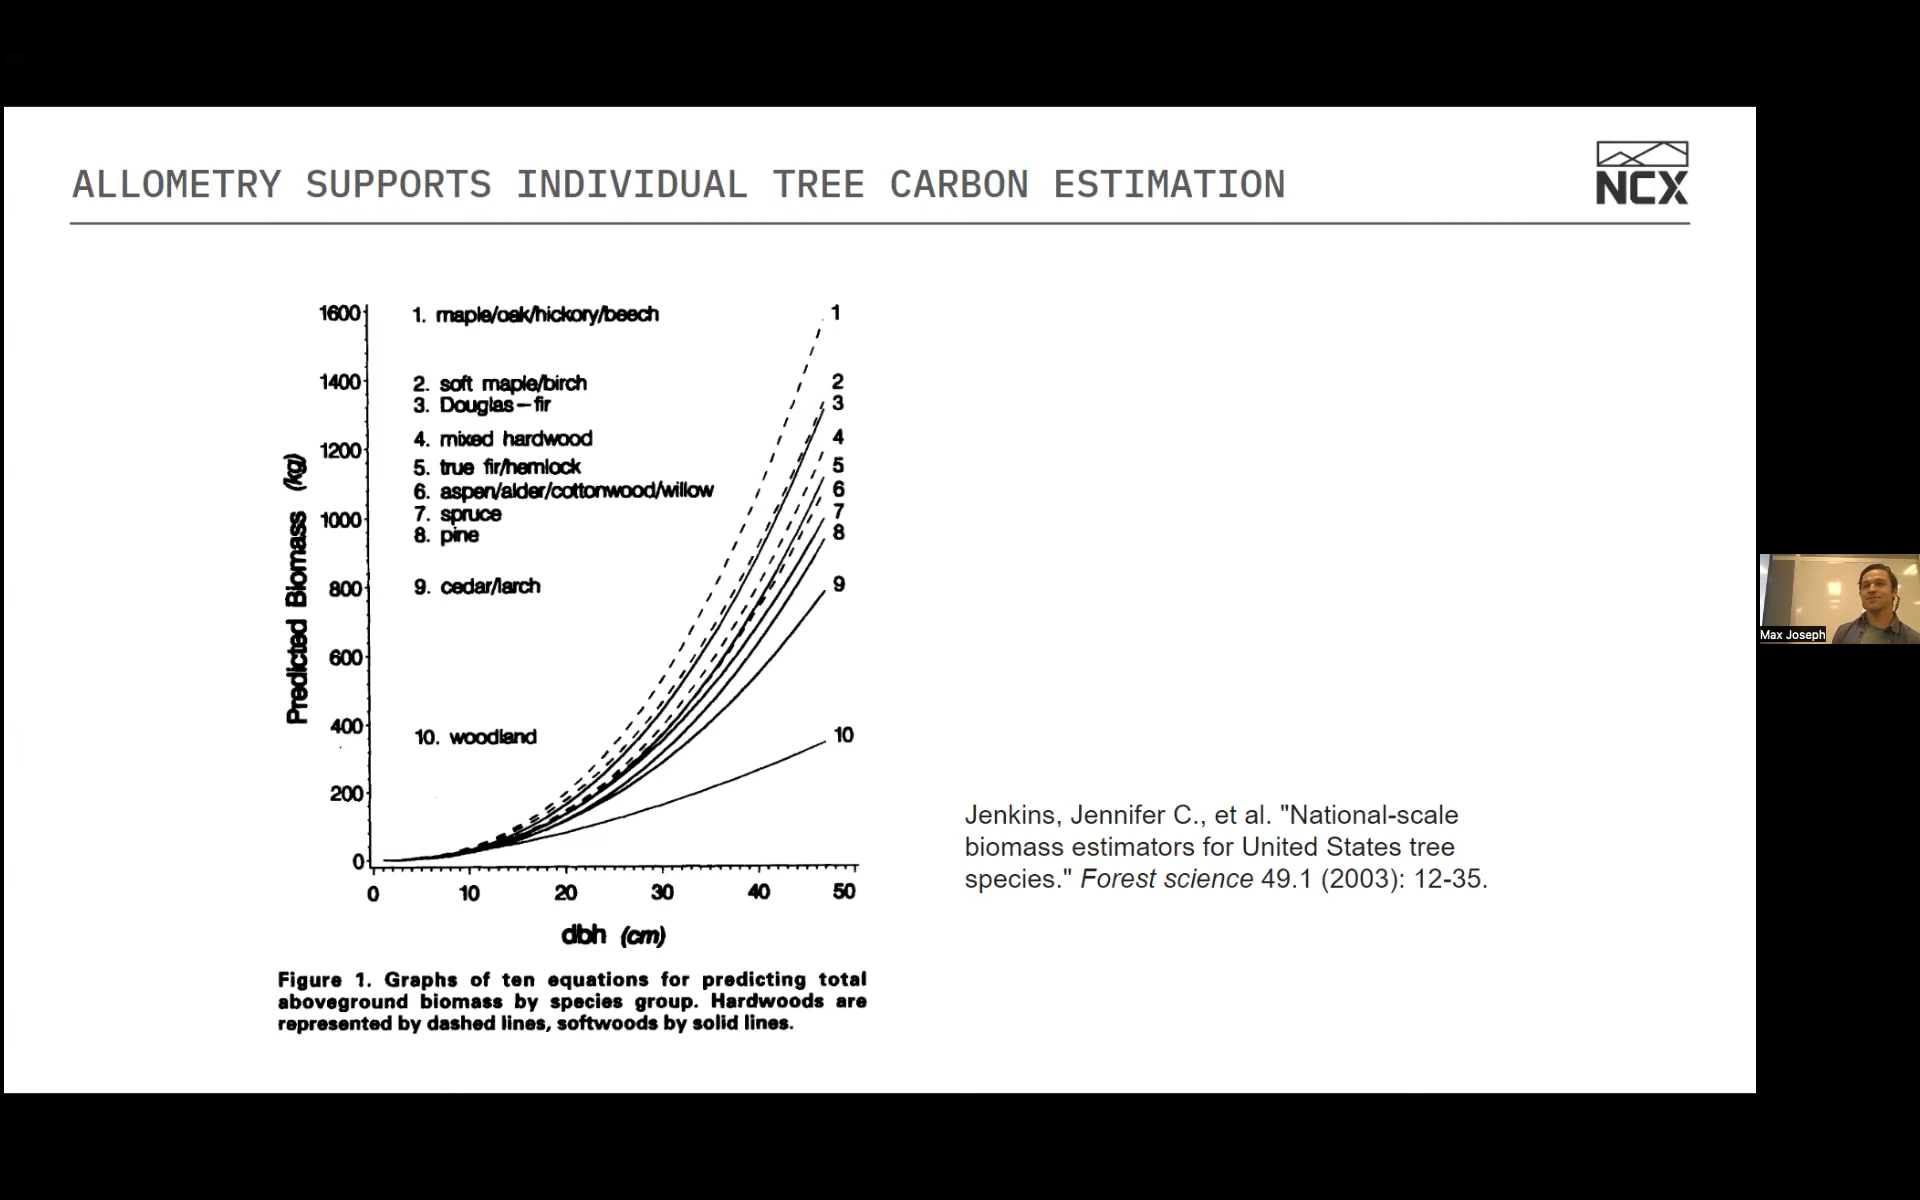 ALLOMETRY SUPPORTS INDIVIDUAL TREE CARBON ESTIMATION
NCX
1600
1400
1200
1000
800
600
400
200
0
Predicted Biomass (kg)
1. maple/oak/hickory/beech
2. soft maple/birch
3. Douglas-fir
4. mixed hardwood
5. true fir/hemlock
6. aspen/alder/cottonwood/willow
7. spruce
8. pine
9. cedar/larch
10. woodland
1
2
3
4
5
6
7
8
9
10
0 10 20 30 40 50
dbh (cm)
Figure 1. Graphs of ten equations for predicting total
aboveground biomass by species group. Hardwoods are
represented by dashed lines, softwoods by solid lines.
Jenkins, Jennifer C., et al. "National-scale
biomass estimators for United States tree
species." Forest science 49.1 (2003): 12-35.
Max Joseph